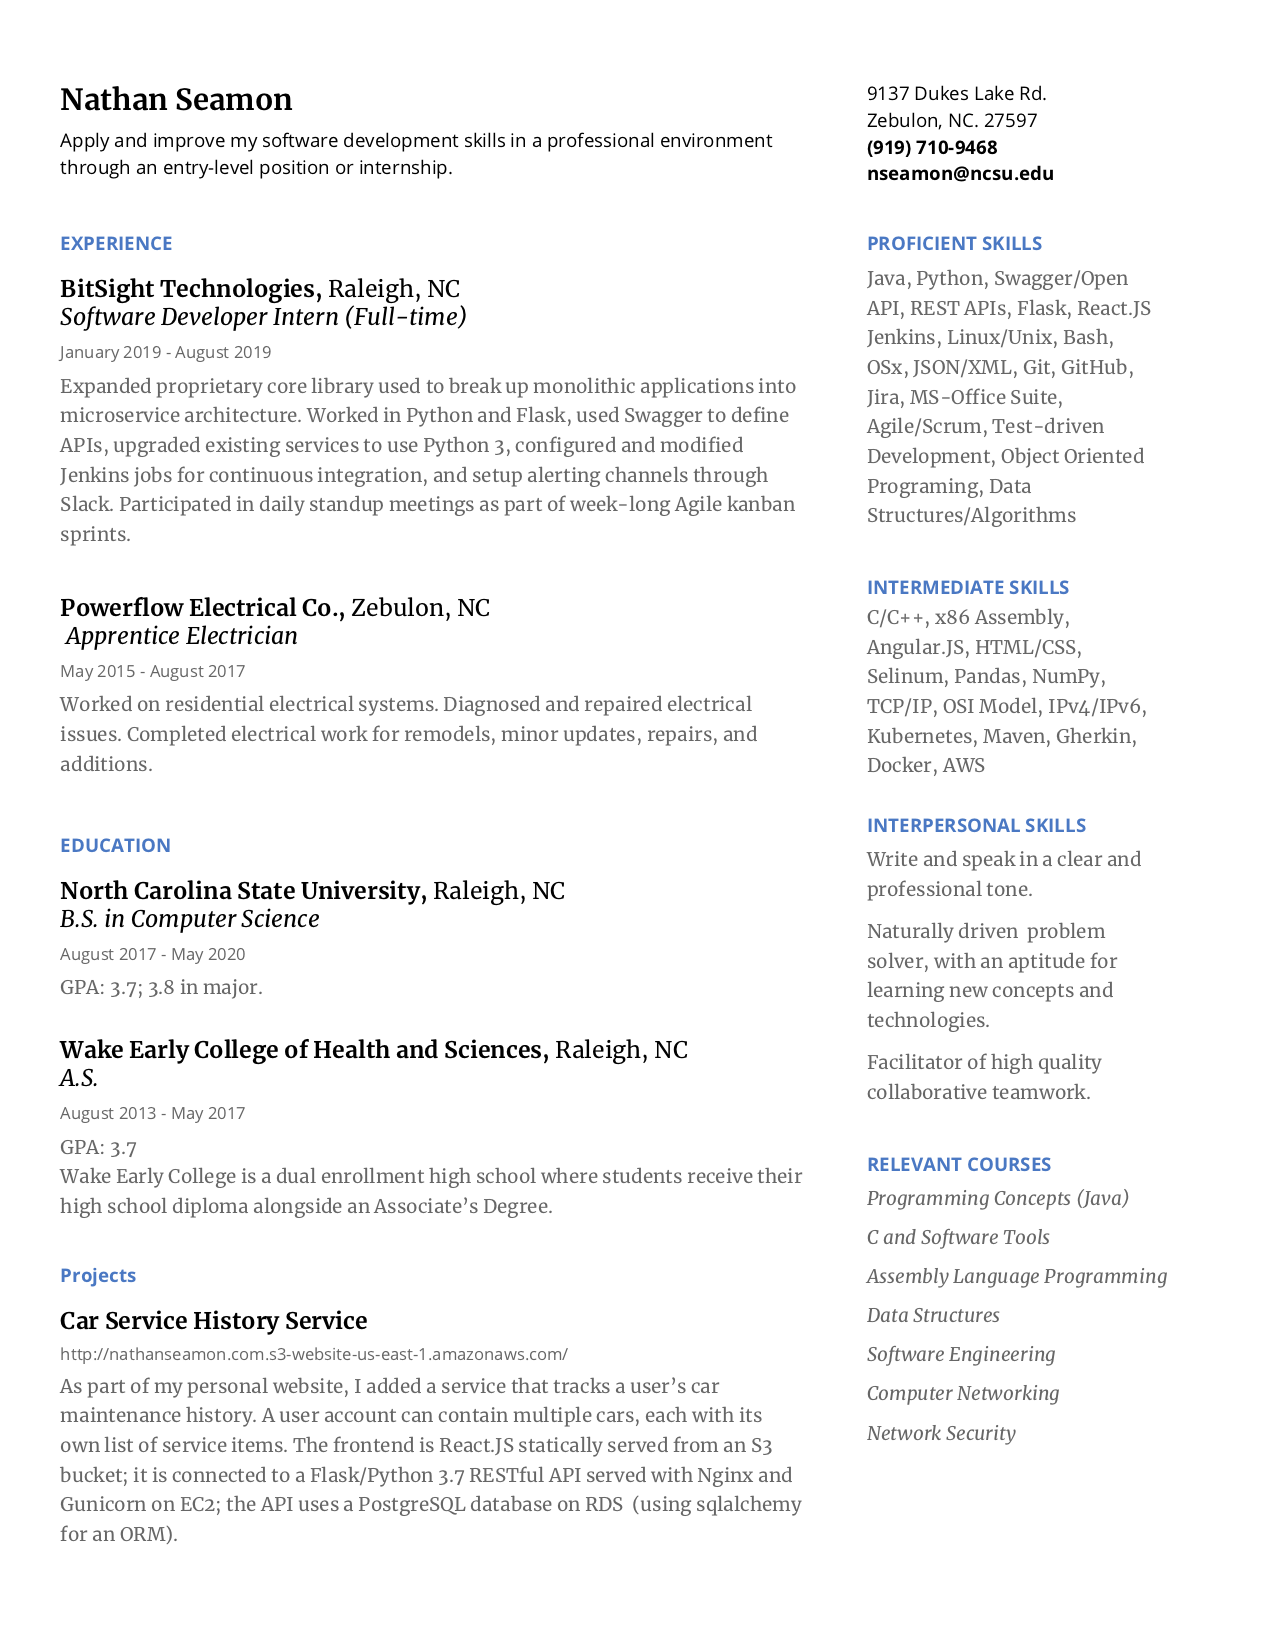 Nathan Seamon
Apply and improve my software development skills in a professional environment
through an entry-level position or internship.
9137 Dukes Lake Rd.
Zebulon, NC. 27597
(919) 710-9468
nseamon@ncsu.edu
EXPERIENCE
BitSight Technologies, Raleigh, NC
Software Developer Intern (Full-time)
January 2019 - August 2019
Expanded proprietary core library used to break up monolithic applications into
microservice architecture. Worked in Python and Flask, used Swagger to define
APIs, upgraded existing services to use Python 3, configured and modified
Jenkins jobs for continuous integration, and setup alerting channels through
Slack. Participated in daily standup meetings as part of week-long Agile kanban
sprints.
Powerflow Electrical Co., Zebulon, NC
Apprentice Electrician
May 2015 - August 2017
Worked on residential electrical systems. Diagnosed and repaired electrical
issues. Completed electrical work for remodels, minor updates, repairs, and
additions.
EDUCATION
North Carolina State University, Raleigh, NC
B.S. in Computer Science
August 2017 - May 2020
GPA: 3.7; 3.8 in major.
Wake Early College of Health and Sciences, Raleigh, NC
A.S.
August 2013 - May 2017
GPA: 3.7
Wake Early College is a dual enrollment high school where students receive their
high school diploma alongside an Associate’s Degree.
Projects
Car Service History Service
http://nathanseamon.com.s3-website-us-east-1.amazonaws.com/
As part of my personal website, I added a service that tracks a user’s car
maintenance history. A user account can contain multiple cars, each with its
own list of service items. The frontend is React.JS statically served from an S3
bucket; it is connected to a Flask/Python 3.7 RESTful API served with Nginx and
Gunicorn on EC2; the API uses a PostgreSQL database on RDS (using sqlalchemy
for an ORM).
PROFICIENT SKILLS
Java, Python, Swagger/Open
API, REST APIs, Flask, React.JS
Jenkins, Linux/Unix, Bash,
OSx, JSON/XML, Git, GitHub,
Jira, MS-Office Suite,
Agile/Scrum, Test-driven
Development, Object Oriented
Programing, Data
Structures/Algorithms
INTERMEDIATE SKILLS
C/C++, x86 Assembly,
Angular.JS, HTML/CSS,
Selinum, Pandas, NumPy,
TCP/IP, OSI Model, IPv4/IPv6,
Kubernetes, Maven, Gherkin,
Docker, AWS
INTERPERSONAL SKILLS
Write and speak in a clear and
professional tone.
Naturally driven problem
solver, with an aptitude for
learning new concepts and
technologies.
Facilitator of high quality
collaborative teamwork.
RELEVANT COURSES
Programming Concepts (Java)
C and Software Tools
Assembly Language Programming
Data Structures
Software Engineering
Computer Networking
Network Security